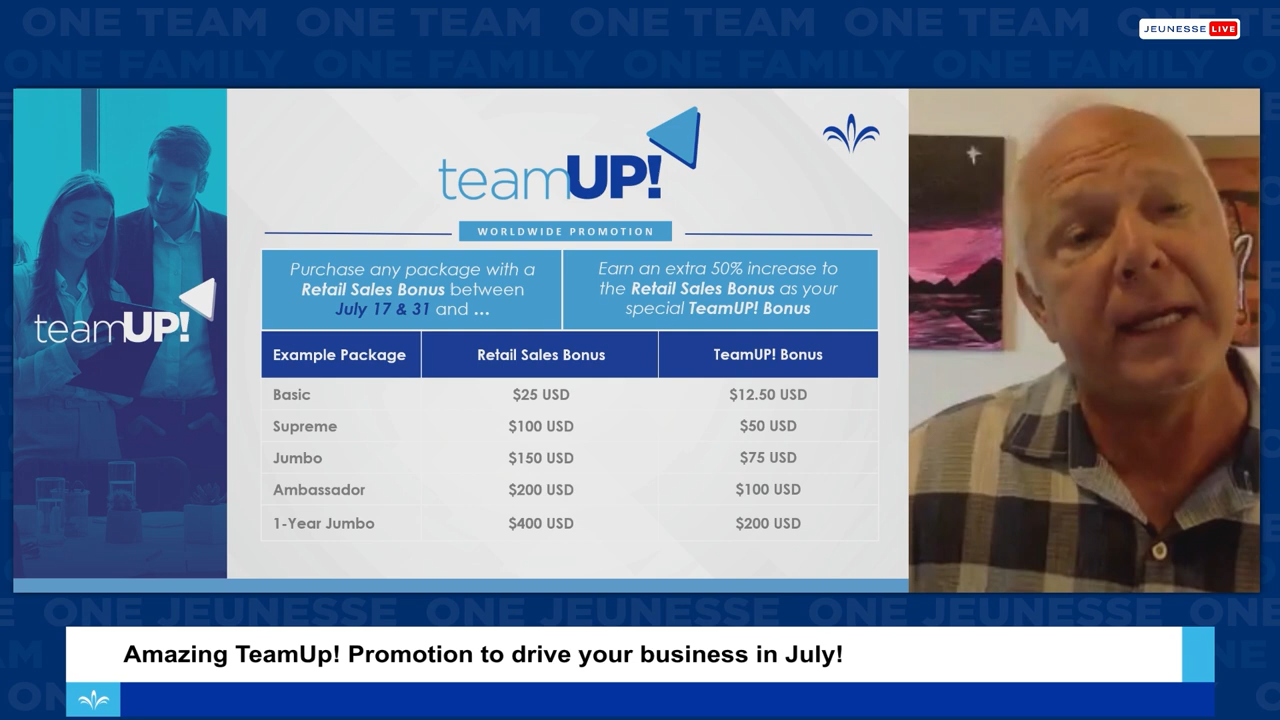 ONE TEAM ONE TEAM ONE TEAM ONE TE
JEUNESSE LIVE
ONE FAMILY ONE FAMILY ONE FAMILY
teamUP!
teamUP!
WORLDWIDE PROMOTION
Purchase any package with a
Retail Sales Bonus between
July 17 & 31 and ...
Earn an extra 50% increase to
the Retail Sales Bonus as your
special TeamUP! Bonus
Example Package Retail Sales Bonus TeamUP! Bonus
Basic $25 USD $12.50 USD
Supreme $100 USD $50 USD
Jumbo $150 USD $75 USD
Ambassador $200 USD $100 USD
1-Year Jumbo $400 USD $200 USD
ONE JEUNESSE ONE JEUNESSE ONE JEUNESSE ONE
Amazing TeamUp! Promotion to drive your business in July!